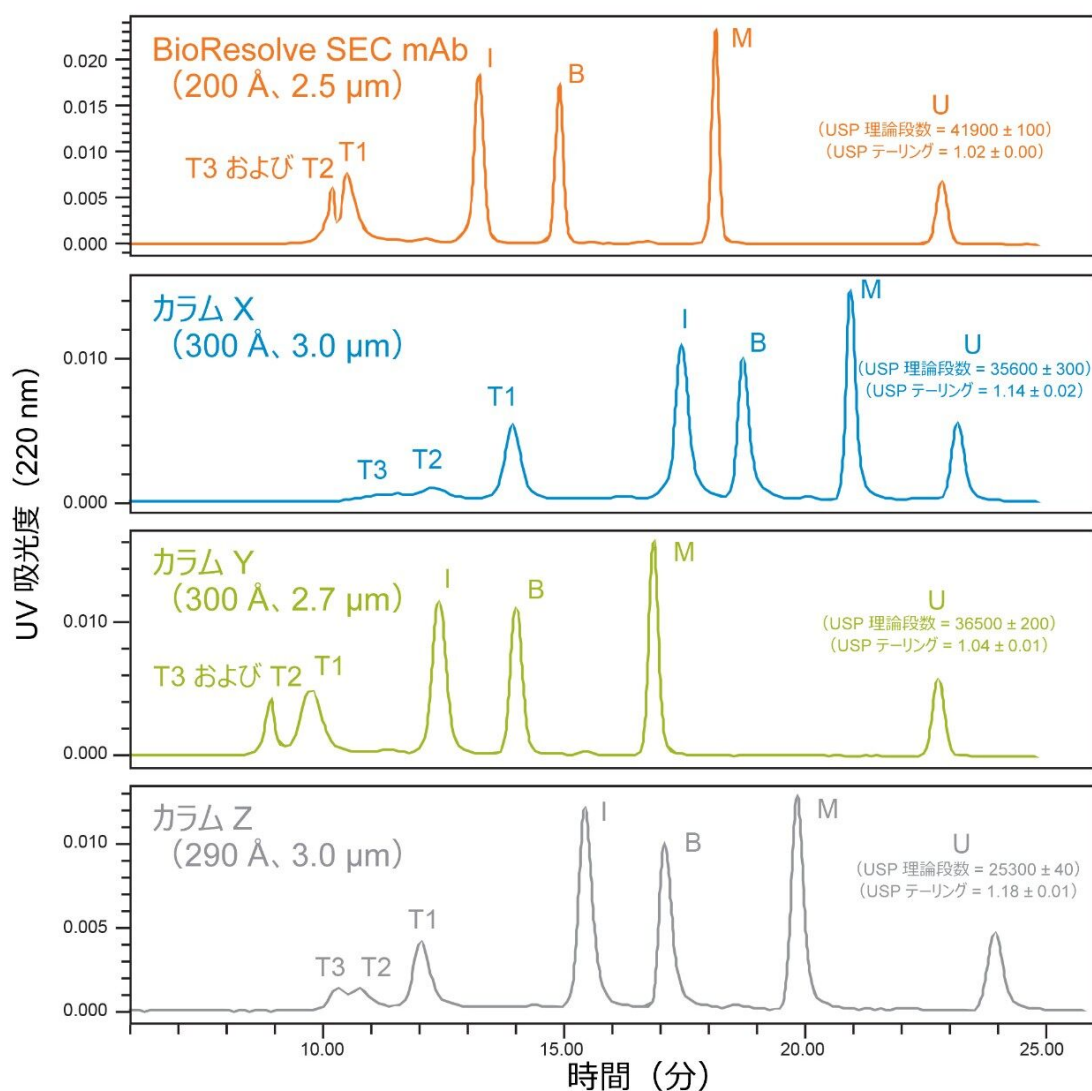 BioResolve SEC mAb
（200 Å、2.5 µm）
T3 および T2
T1
I
B
M
U
（USP 理論段数 = 41900 ± 100）
（USP テーリング = 1.02 ± 0.00）
0.020
0.015
0.010
0.005
0.000
カラム X
（300 Å、3.0 µm）
T3
T2
T1
I
B
M
U
（USP 理論段数 = 35600 ± 300）
（USP テーリング = 1.14 ± 0.02）
0.010
0.000
カラム Y
（300 Å、2.7 µm）
T3 および T2
T1
I
B
M
U
（USP 理論段数 = 36500 ± 200）
（USP テーリング = 1.04 ± 0.01）
0.010
0.000
カラム Z
（290 Å、3.0 µm）
T3
T2
T1
I
B
M
U
（USP 理論段数 = 25300 ± 40）
（USP テーリング = 1.18 ± 0.01）
0.010
0.005
0.000
UV 吸光度（220 nm）
10.00
15.00
20.00
25.00
時間（分）